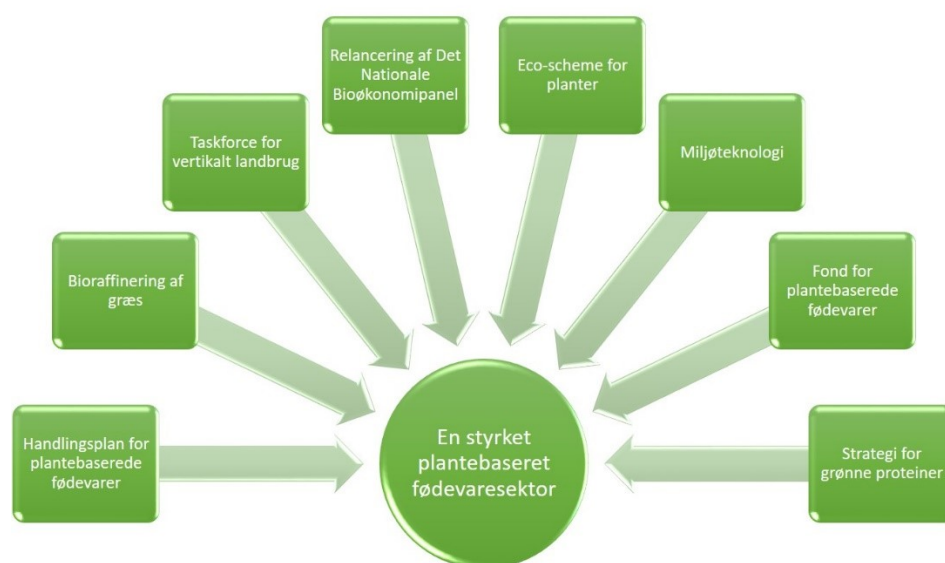 Relancering af Det
Nationale
Bioøkonomipanel
Eco-scheme for
planter
Taskforce for
vertikalt landbrug
Miljøteknologi
Bioraffinering af
græs
Fond for
plantebaserede
fødevarer
Handlingsplan for
plantebaserede
fødevarer
En styrket
plantebaseret
fødevaresektor
Strategi for
grønne proteiner